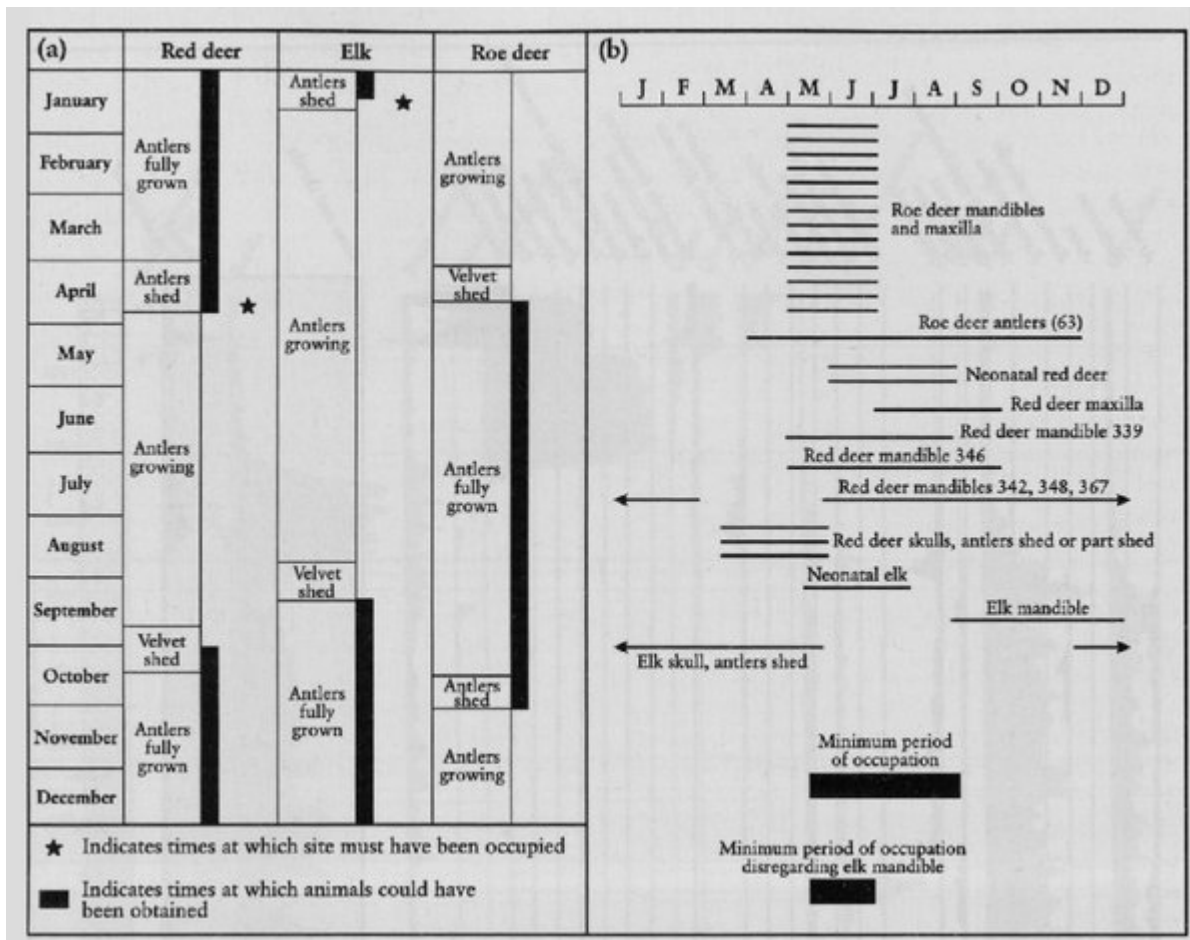 (a)
Red deer
Elk
Roe deer
January
February
March
April
May
June
July
August
September
October
November
December
Antlers
fully
grown
Antlers
shed
Antlers
growing
Velvet
shed
Antlers
fully
grown
Antlers
shed
Antlers
growing
Velvet
shed
Antlers
fully
grown
Antlers
growing
Velvet
shed
Antlers
fully
grown
Antlers
shed
Antlers
growing
★ Indicates times at which site must have been occupied
Indicates times at which animals could have
been obtained
(b)
J F M A M J J A S O N D
Roe deer mandibles
and maxilla
Roe deer antlers (63)
Neonatal red deer
Red deer maxilla
Red deer mandible 339
Red deer mandible 346
Red deer mandibles 342, 348, 367
Red deer skulls, antlers shed or part shed
Neonatal elk
Elk mandible
Elk skull, antlers shed
Minimum period
of occupation
Minimum period of occupation
disregarding elk mandible